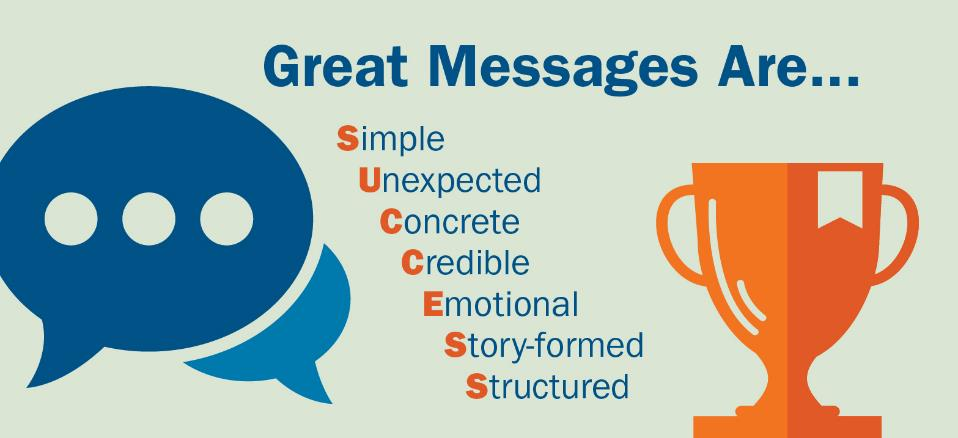 Great Messages Are...
Simple
Unexpected
Concrete
Credible
Emotional
Story-formed
Structured